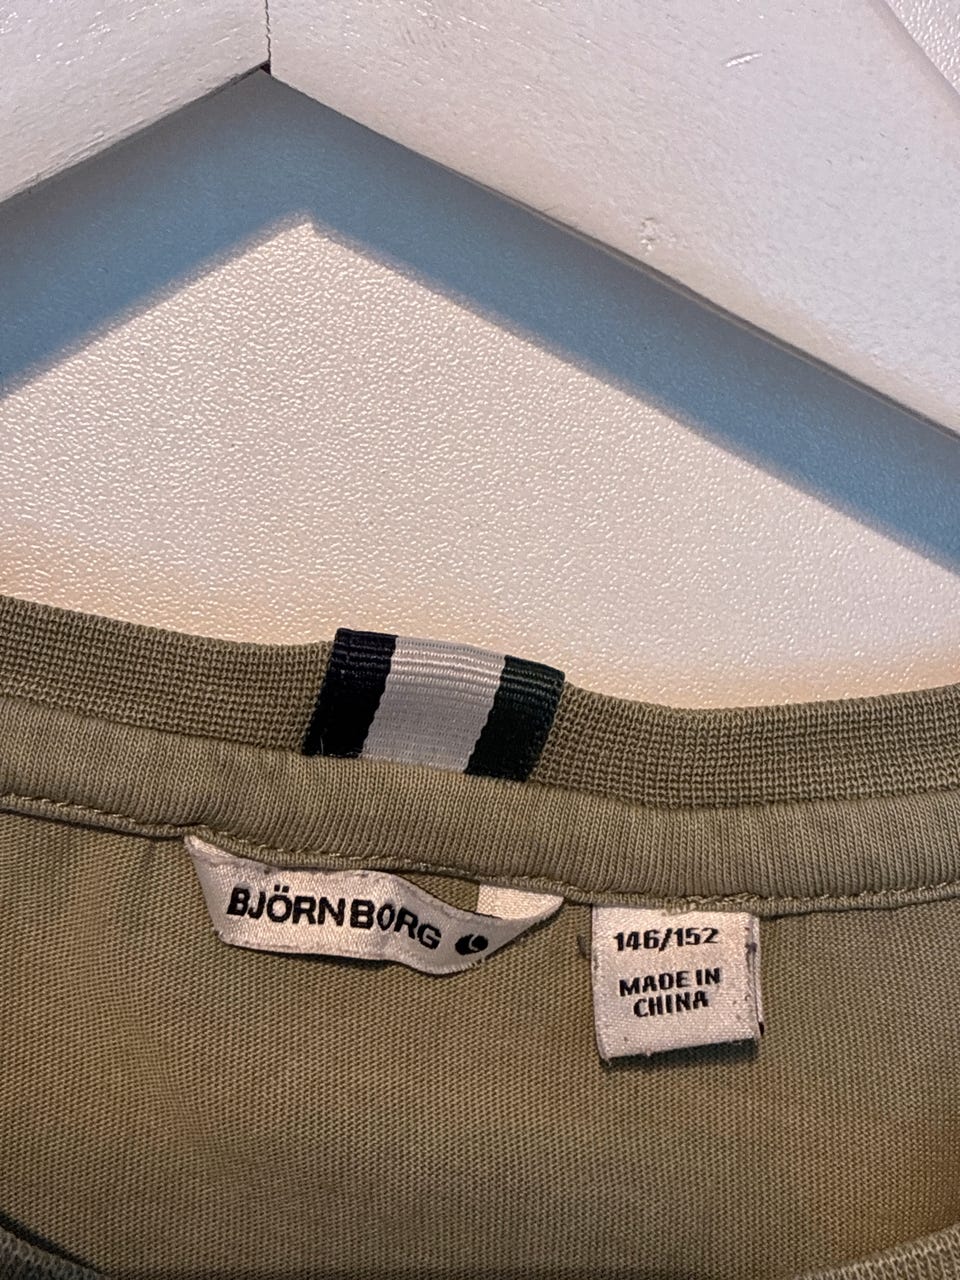 BJÖRN BORG
146/152
MADE IN
CHINA